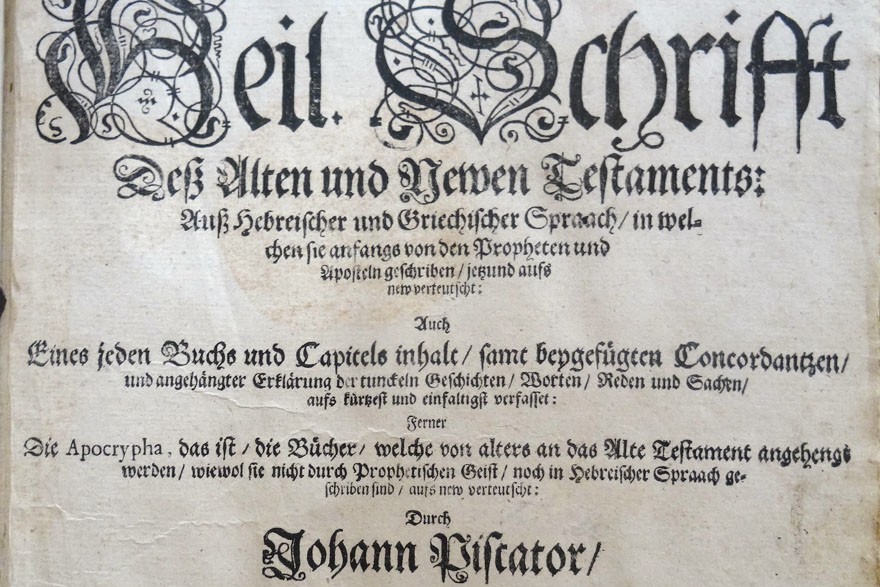 Heil. Schrifft
Deß Alten und Newen Testaments:
Auß Hebreischer und Griechischer Spraach/ in wel-
chen sie anfangs von den Propheten und
Aposteln geschriben/ jetzund aufs
new verteutscht:
Auch
Eines jeden Buchs und Capitels inhalt/ samt beygefügten Concordantzen/
und angehängter Erklärung der tunckeln Geschichten/ Worten/ Reden und Sachen/
aufs kürtzest und einfaltigst verfasset:
Ferner
Die Apocrypha, das ist/ die Bücher/ welche von alters an das Alte Testament angehengt
werden/ wiewol sie nicht durch Prophetischen Geist/ noch in Hebreischer Spraach ge-
schriben sind/ aufs new verteutscht:
Durch
Johann Piscator/